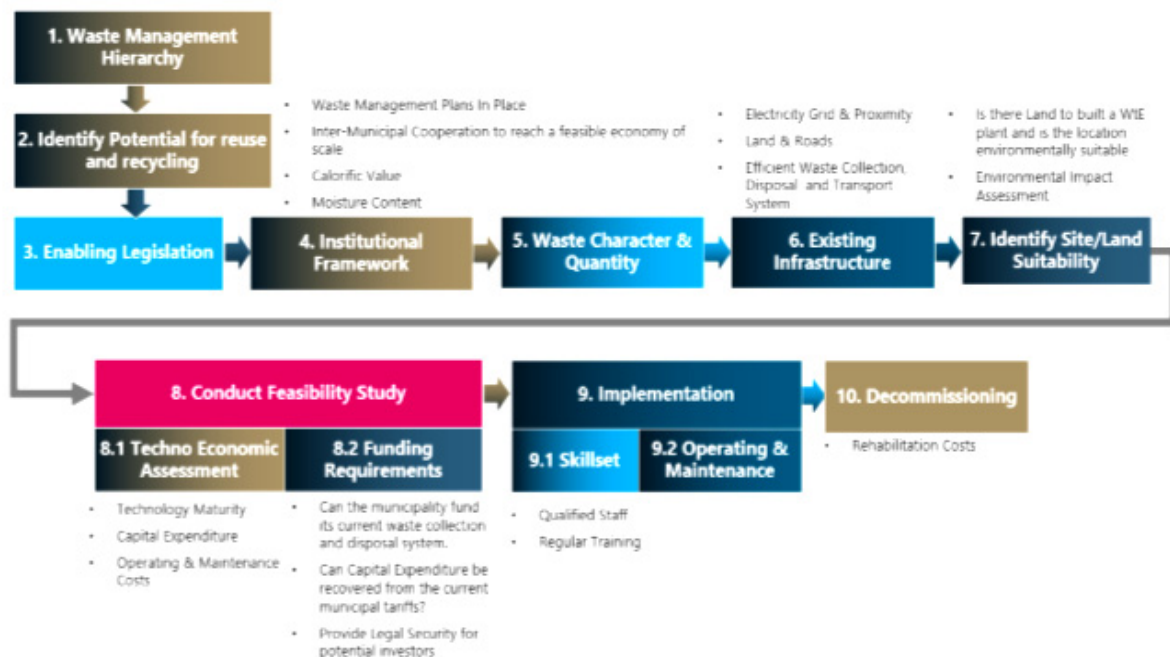 1. Waste Management
Hierarchy
2. Identify Potential for reuse
and recycling
• Waste Management Plans In Place
• Inter-Municipal Cooperation to reach a feasible economy of
scale
• Calorific Value
• Moisture Content
• Electricity Grid & Proximity
• Land & Roads
• Efficient Waste Collection,
Disposal and Transport
System
• Is there Land to built a WtE
plant and is the location
environmentally suitable
• Environmental Impact
Assessment
3. Enabling Legislation
4. Institutional
Framework
5. Waste Character &
Quantity
6. Existing
Infrastructure
7. Identify Site/Land
Suitability
8. Conduct Feasibility Study
8.1 Techno Economic
Assessment
• Technology Maturity
• Capital Expenditure
• Operating & Maintenance
Costs
8.2 Funding
Requirements
• Can the municipality fund
its current waste collection
and disposal system.
• Can Capital Expenditure be
recovered from the current
municipal tariffs?
• Provide Legal Security for
potential investors
9. Implementation
9.1 Skillset
• Qualified Staff
• Regular Training
9.2 Operating &
Maintenance
10. Decommissioning
• Rehabilitation Costs